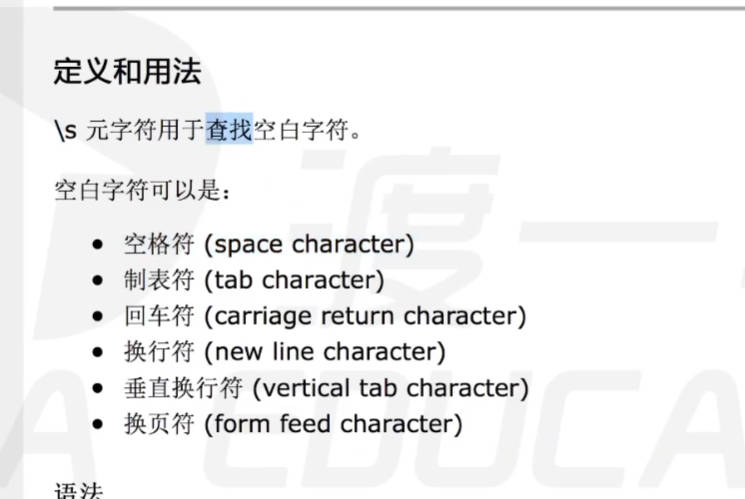 定义和用法
\s 元字符用于查找空白字符。
空白字符可以是：
空格符 (space character)
制表符 (tab character)
回车符 (carriage return character)
换行符 (new line character)
垂直换行符 (vertical tab character)
换页符 (form feed character)
语法
渡一
A EDUCA